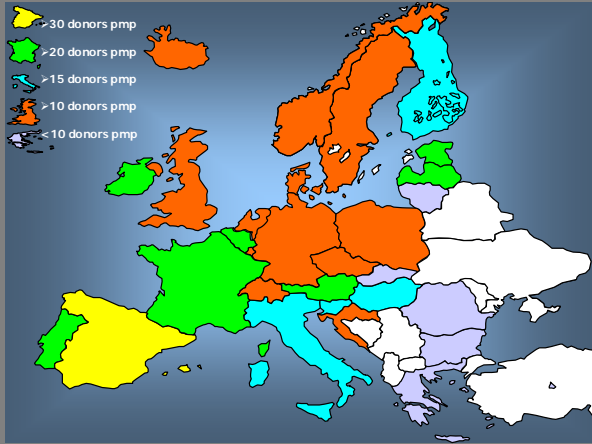 ➢30 donors pmp
➢20 donors pmp
➢15 donors pmp
➢10 donors pmp
<10 donors pmp